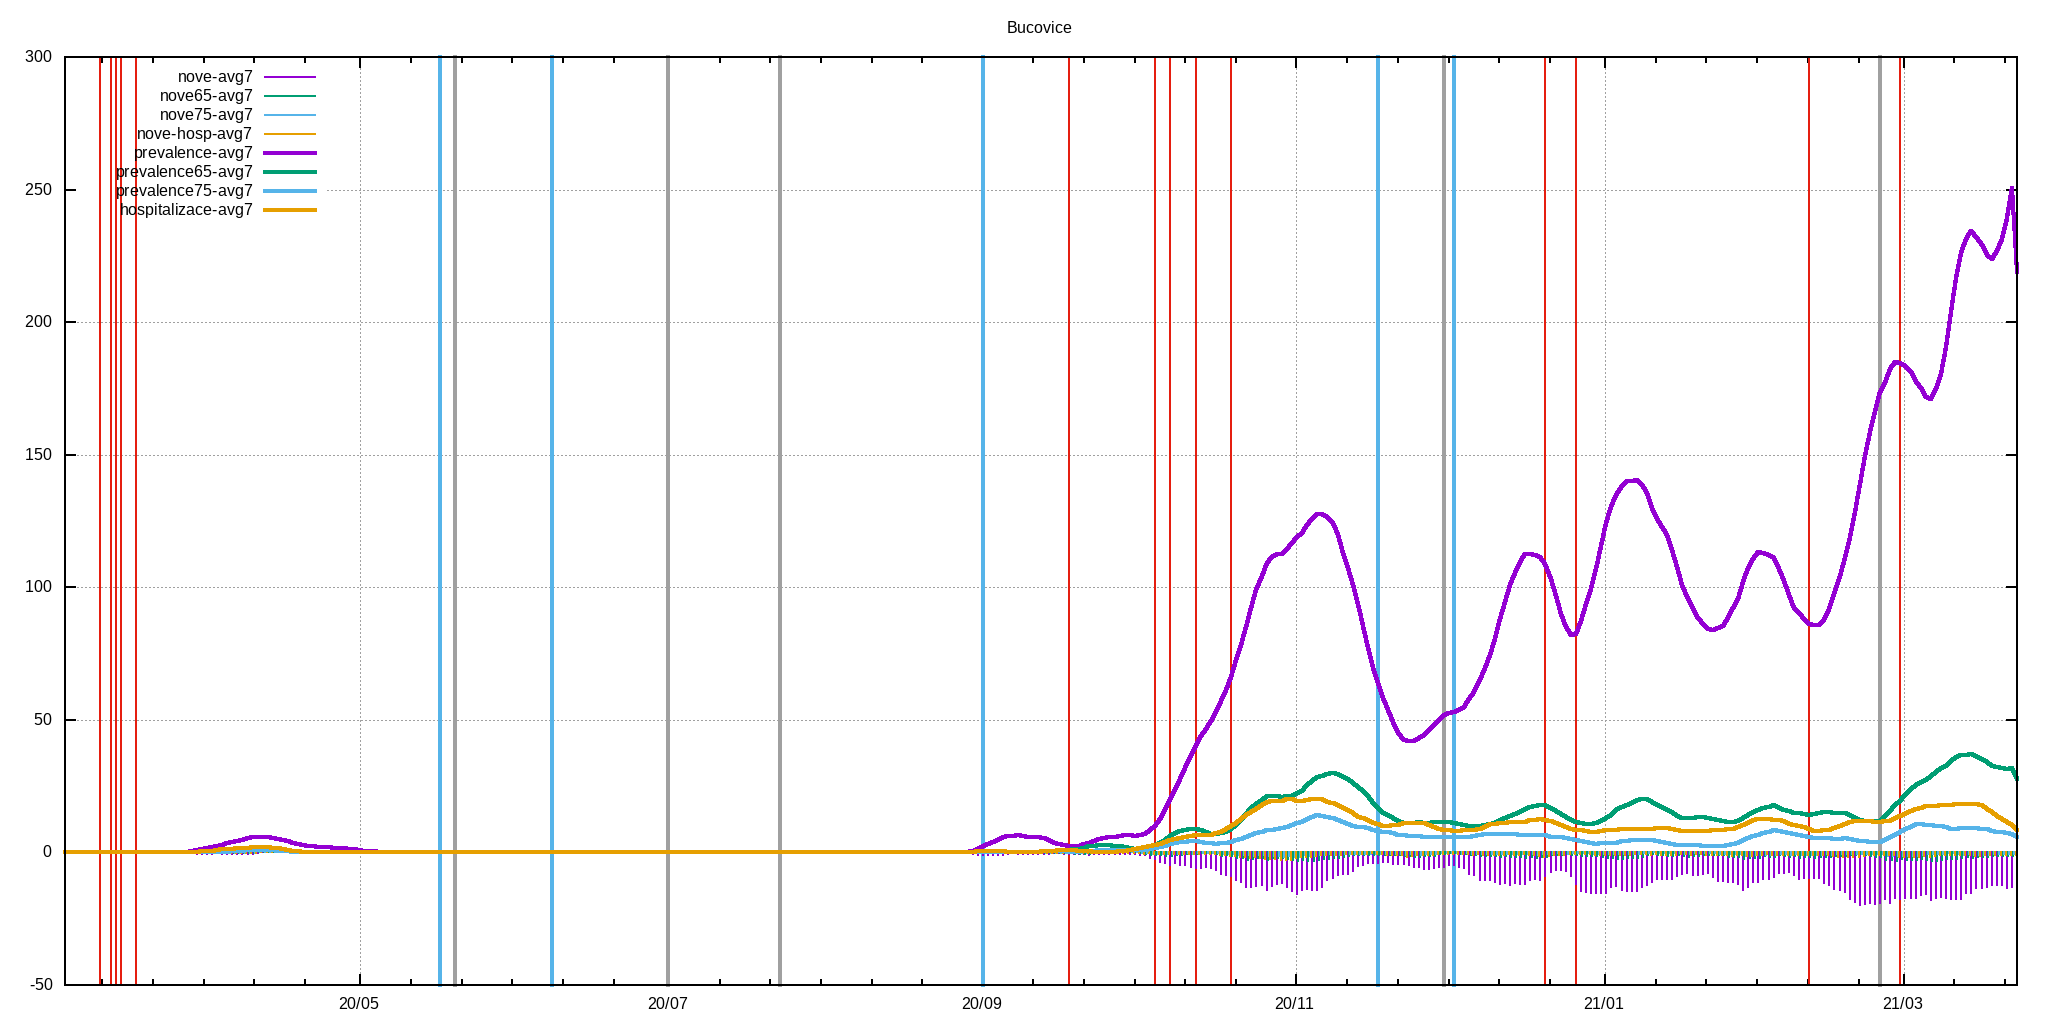 Bucovice
300
250
200
150
100
50
0
-50
nove-avg7
nove65-avg7
nove75-avg7
nove-hosp-avg7
prevalence-avg7
prevalence65-avg7
prevalence75-avg7
hospitalizace-avg7
20/05
20/07
20/09
20/11
21/01
21/03